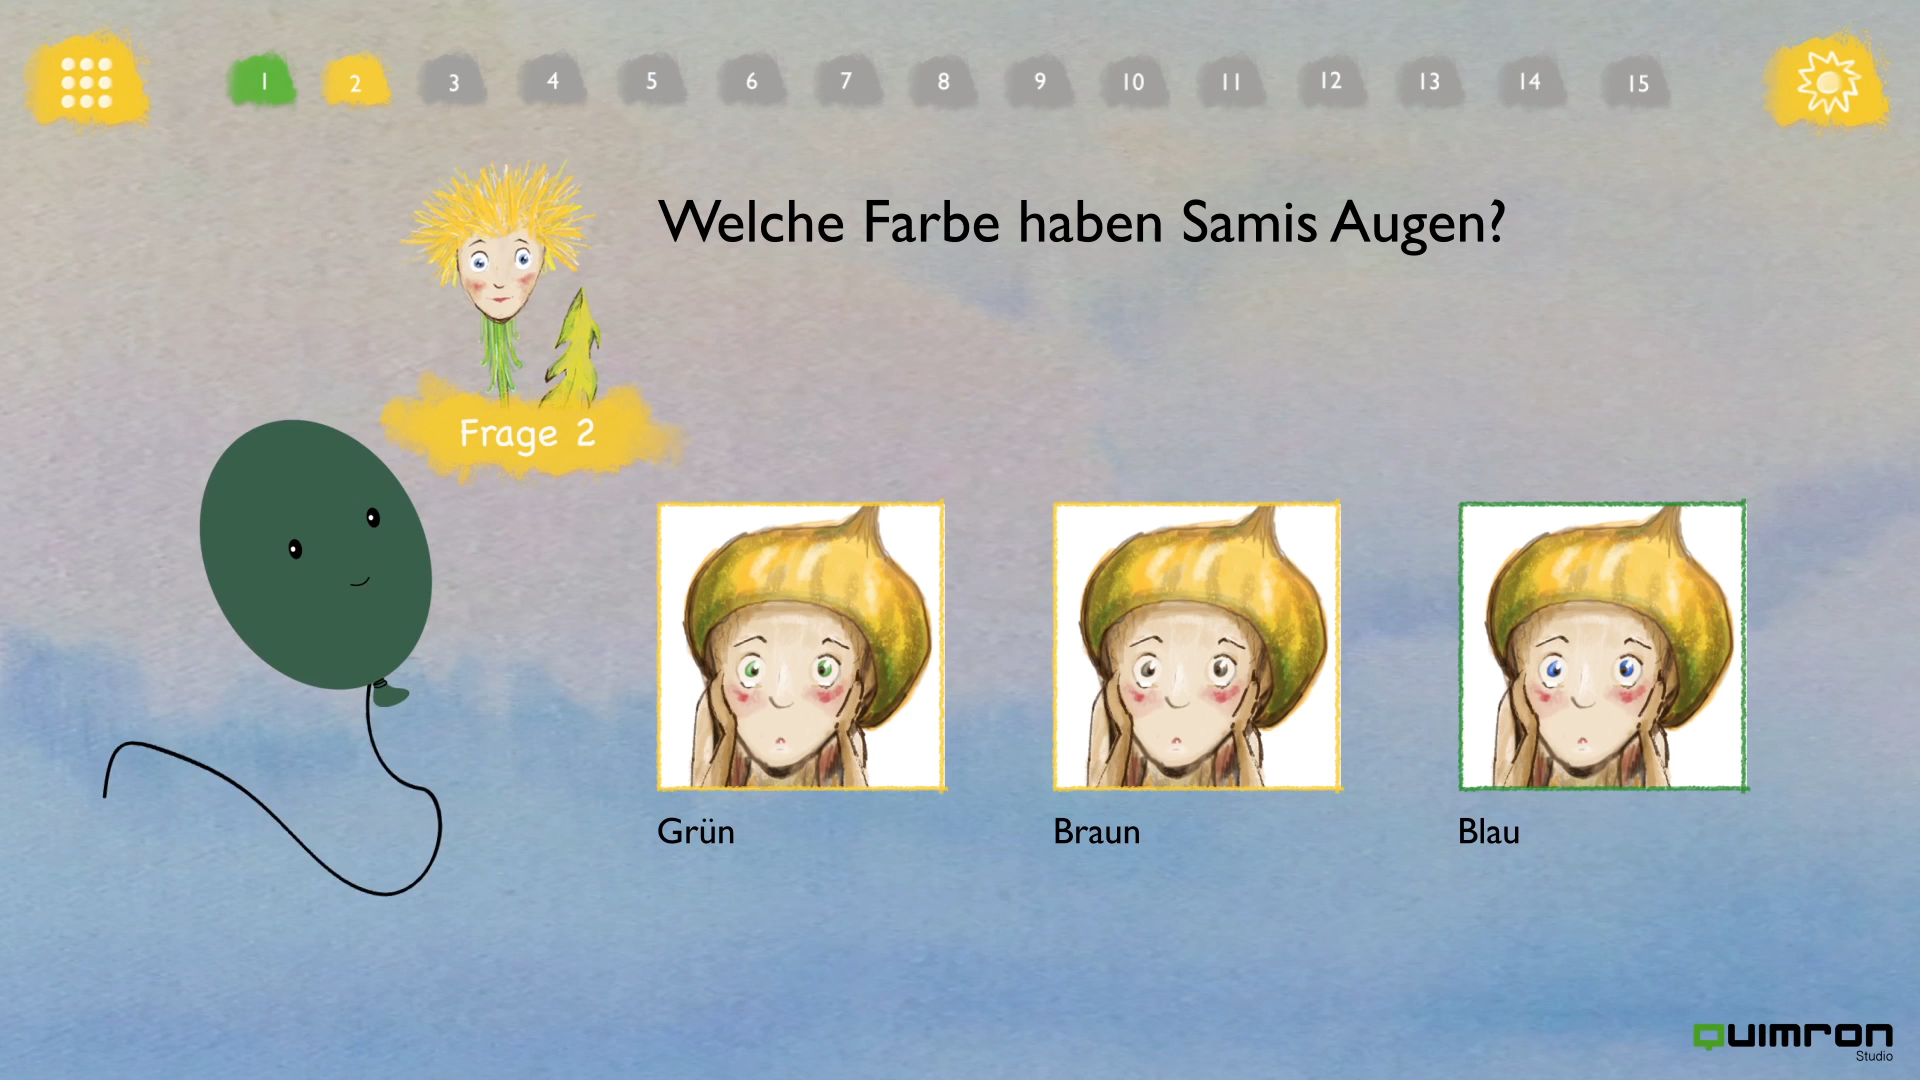 1 2 3 4 5 6 7 8 9 10 11 12 13 14 15
Welche Farbe haben Samis Augen?
Frage 2
Grün Braun Blau
QUIMRON
Studio